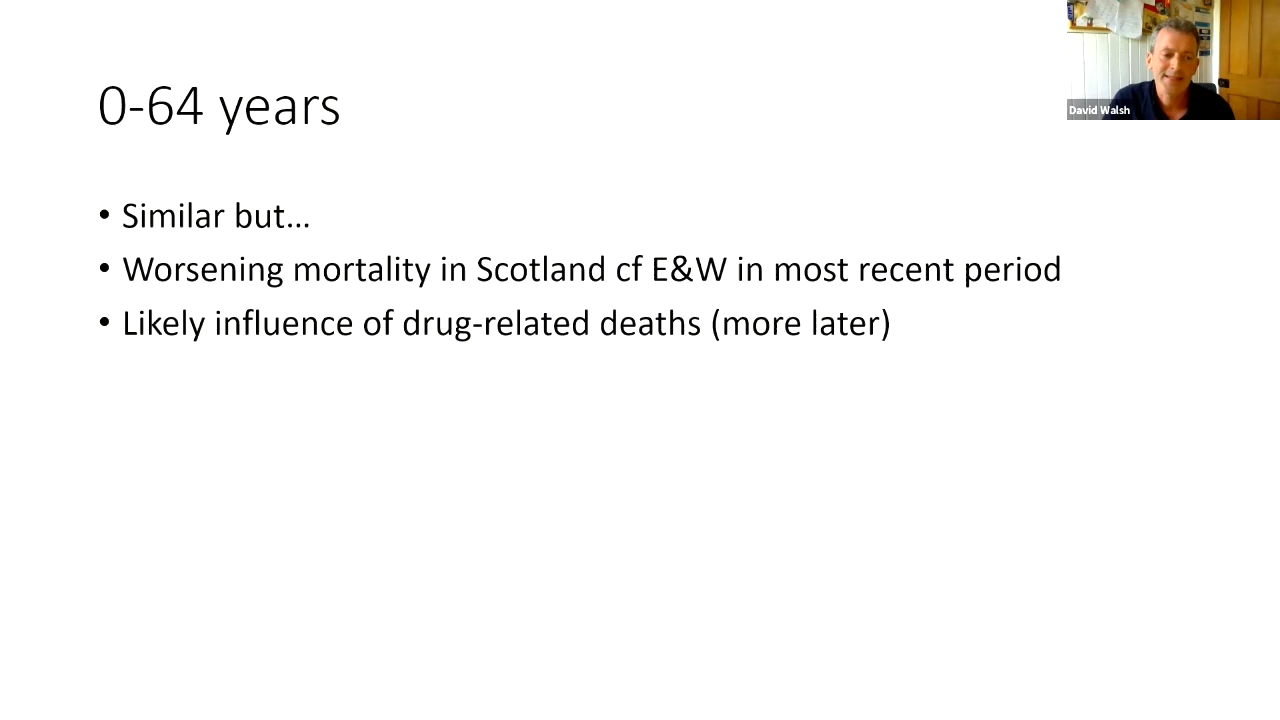 0-64 years
David Walsh
• Similar but...
• Worsening mortality in Scotland cf E&W in most recent period
• Likely influence of drug-related deaths (more later)